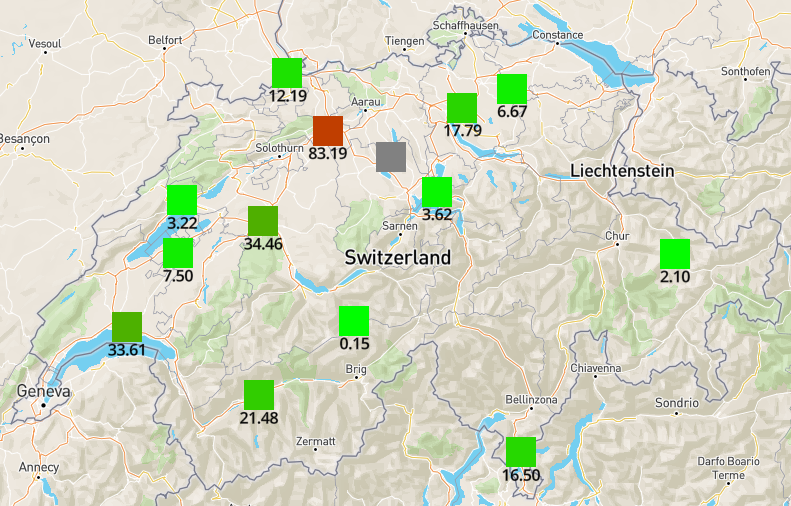 Schaffhausen
Constance
Vesoul
Belfort
Tiengen
Sonthofen
12.19
Aarau
6.67
17.79
Besançon
Solothurn
83.19
Liechtenstein
3.22
3.62
Sarnen
34.46
Chur
Switzerland
7.50
2.10
0.15
33.61
Brig
Chiavenna
Geneva
Bellinzona
Sondrio
21.48
Zermatt
Annecy
Darfo Boario
Terme
16.50